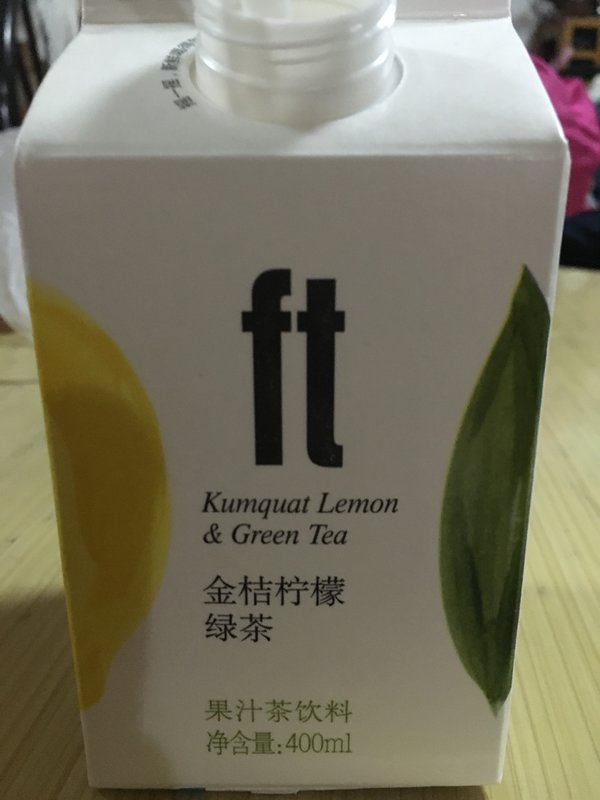 ft
Kumquat Lemon
& Green Tea
金桔柠檬
绿茶
果汁茶饮料
净含量:400ml